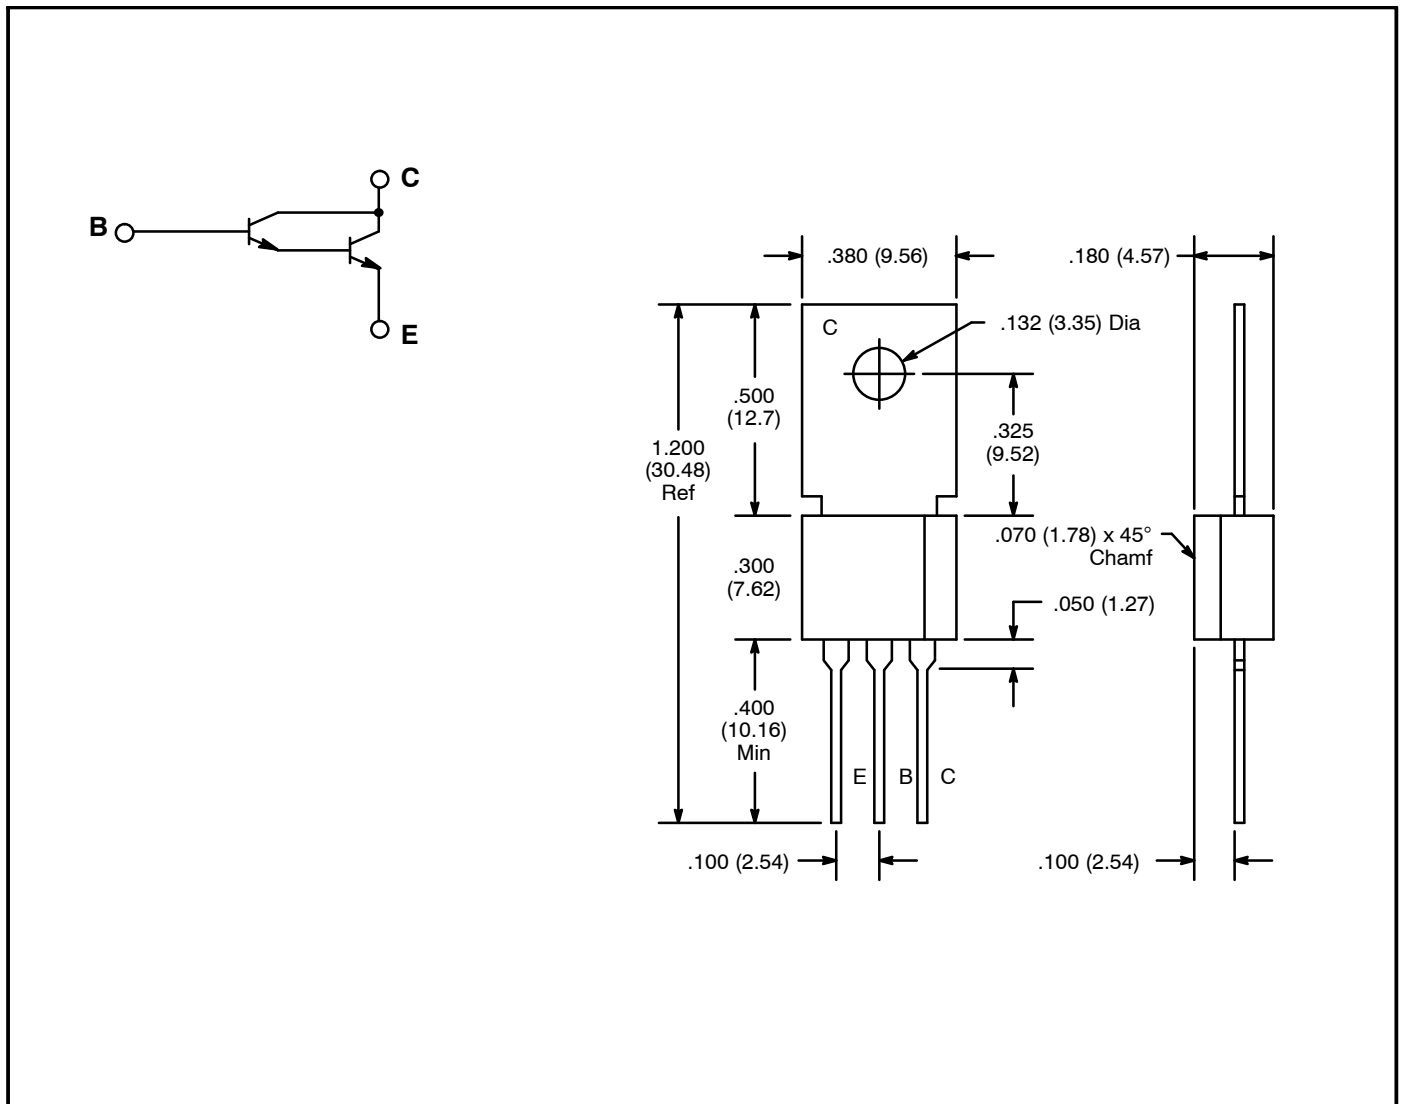 C
B
E
.380 (9.56)
.180 (4.57)
C
.132 (3.35) Dia
.500
(12.7)
.325
(9.52)
1.200
(30.48)
Ref
.070 (1.78) x 45°
Chamf
.300
(7.62)
.050 (1.27)
.400
(10.16)
Min
E B C
.100 (2.54)
.100 (2.54)